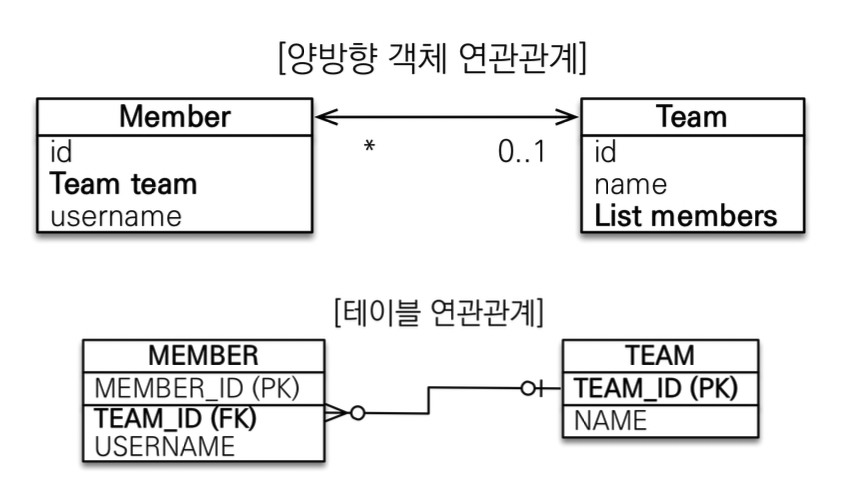 [양방향 객체 연관관계]
Member
id
Team team
username
* 0..1
Team
id
name
List members
[테이블 연관관계]
MEMBER
MEMBER_ID (PK)
TEAM_ID (FK)
USERNAME
TEAM
TEAM_ID (PK)
NAME